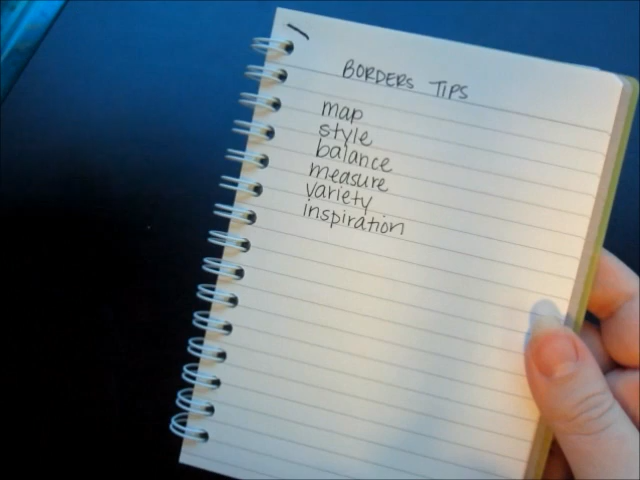 BORDERS TIPS
map
style
balance
measure
variety
inspiration